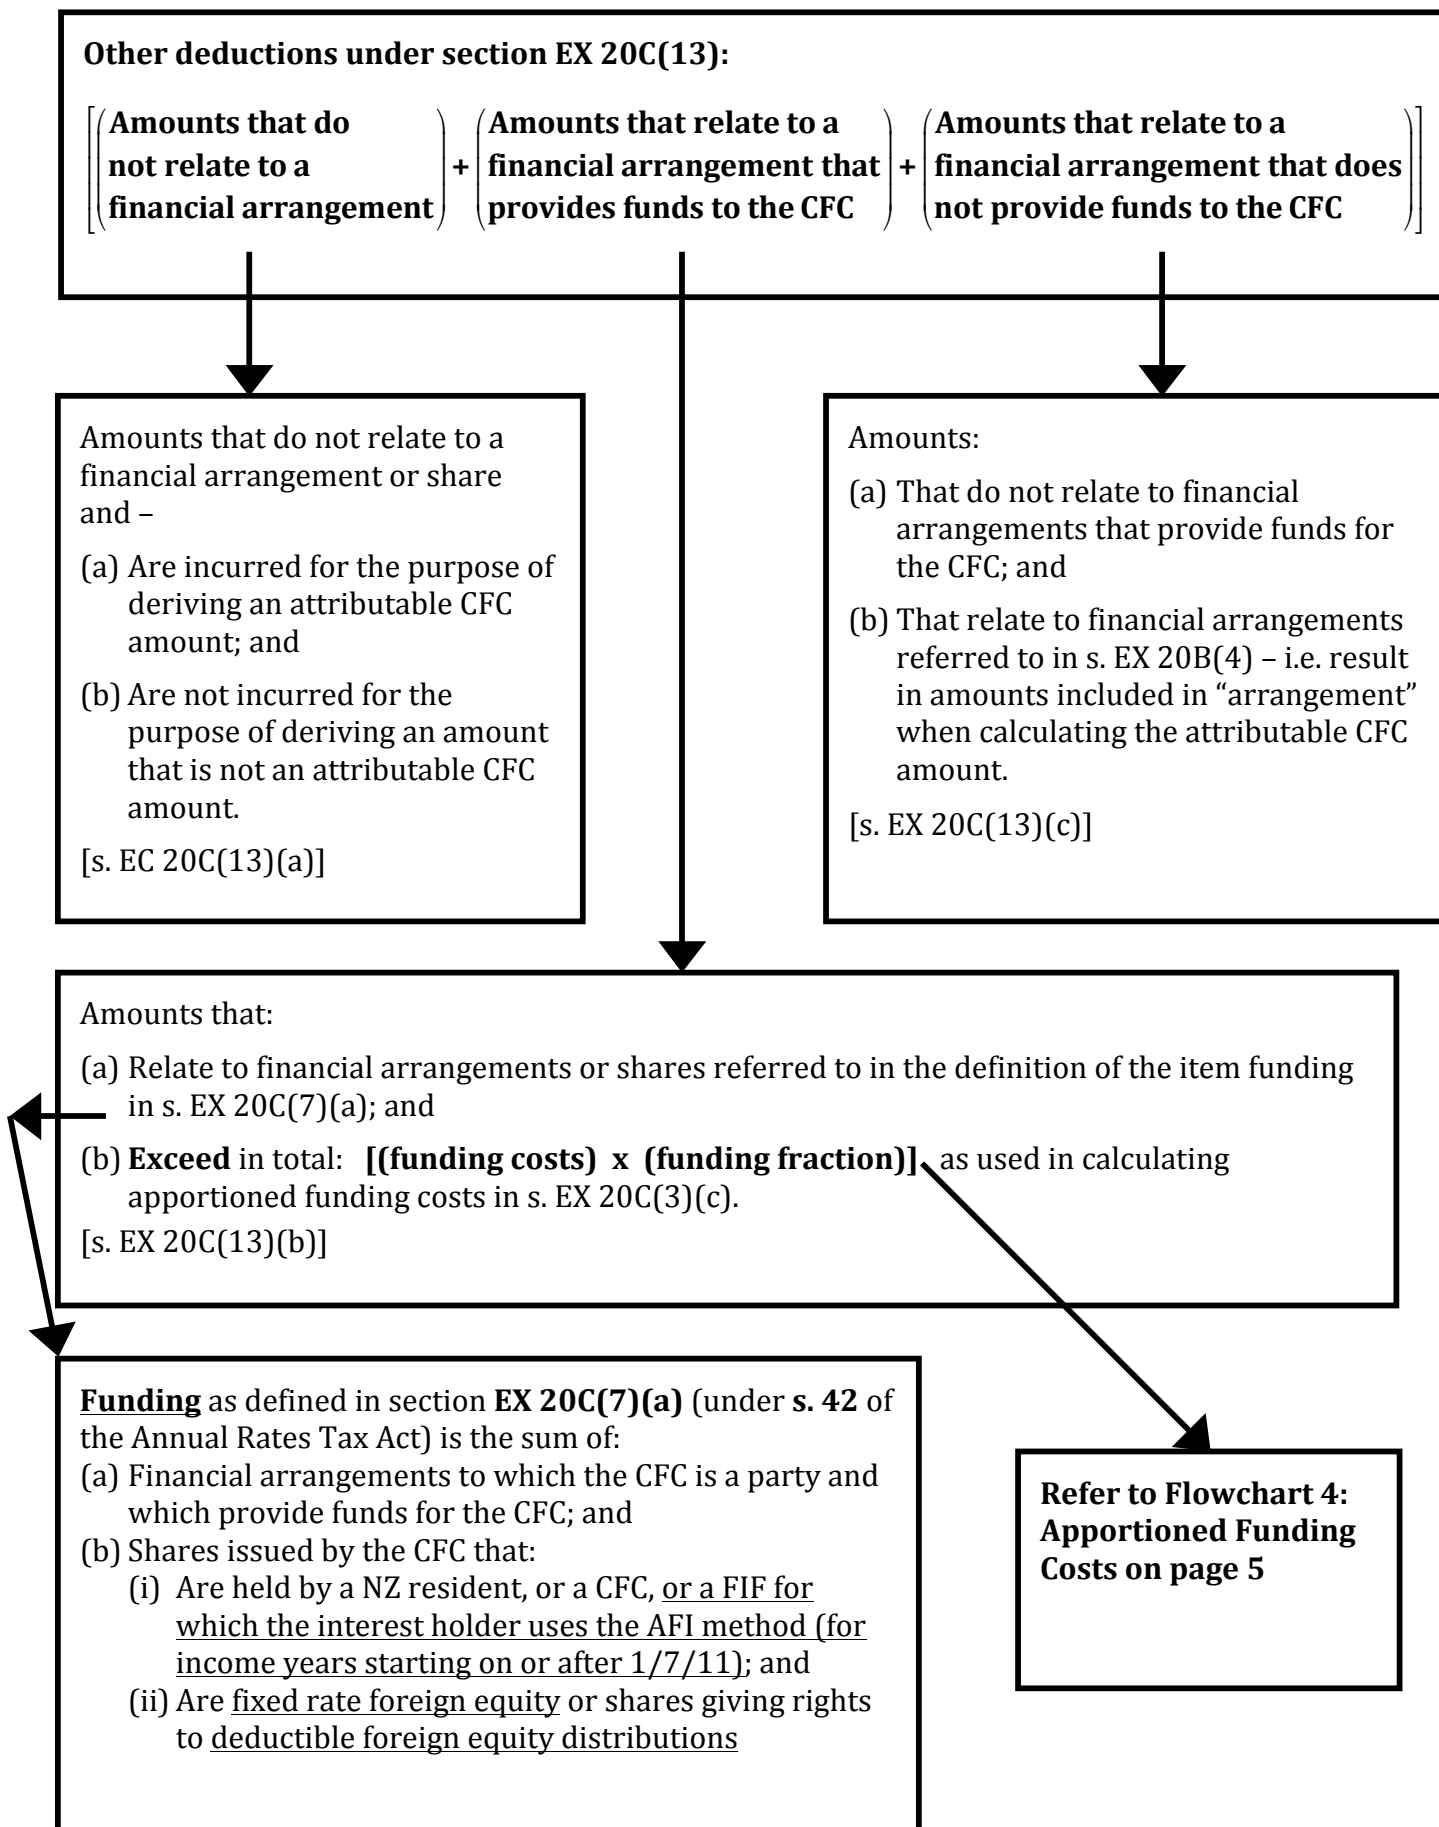 Other deductions under section EX 20C(13):
Amounts that do
not relate to a
financial arrangement
+
Amounts that relate to a
financial arrangement that
provides funds to the CFC
+
Amounts that relate to a
financial arrangement that does
not provide funds to the CFC
Amounts that do not relate to a
financial arrangement or share
and –
(a) Are incurred for the purpose of
deriving an attributable CFC
amount; and
(b) Are not incurred for the
purpose of deriving an amount
that is not an attributable CFC
amount.
[s. EC 20C(13)(a)]
Amounts:
(a) That do not relate to financial
arrangements that provide funds for
the CFC; and
(b) That relate to financial arrangements
referred to in s. EX 20B(4) – i.e. result
in amounts included in “arrangement”
when calculating the attributable CFC
amount.
[s. EX 20C(13)(c)]
Amounts that:
(a) Relate to financial arrangements or shares referred to in the definition of the item funding
in s. EX 20C(7)(a); and
(b) Exceed in total: [(funding costs) x (funding fraction)] as used in calculating
apportioned funding costs in s. EX 20C(3)(c).
[s. EX 20C(13)(b)]
Funding as defined in section EX 20C(7)(a) (under s. 42 of
the Annual Rates Tax Act) is the sum of:
(a) Financial arrangements to which the CFC is a party and
which provide funds for the CFC; and
(b) Shares issued by the CFC that:
(i) Are held by a NZ resident, or a CFC, or a FIF for
which the interest holder uses the AFI method (for
income years starting on or after 1/7/11); and
(ii) Are fixed rate foreign equity or shares giving rights
to deductible foreign equity distributions
Refer to Flowchart 4:
Apportioned Funding
Costs on page 5